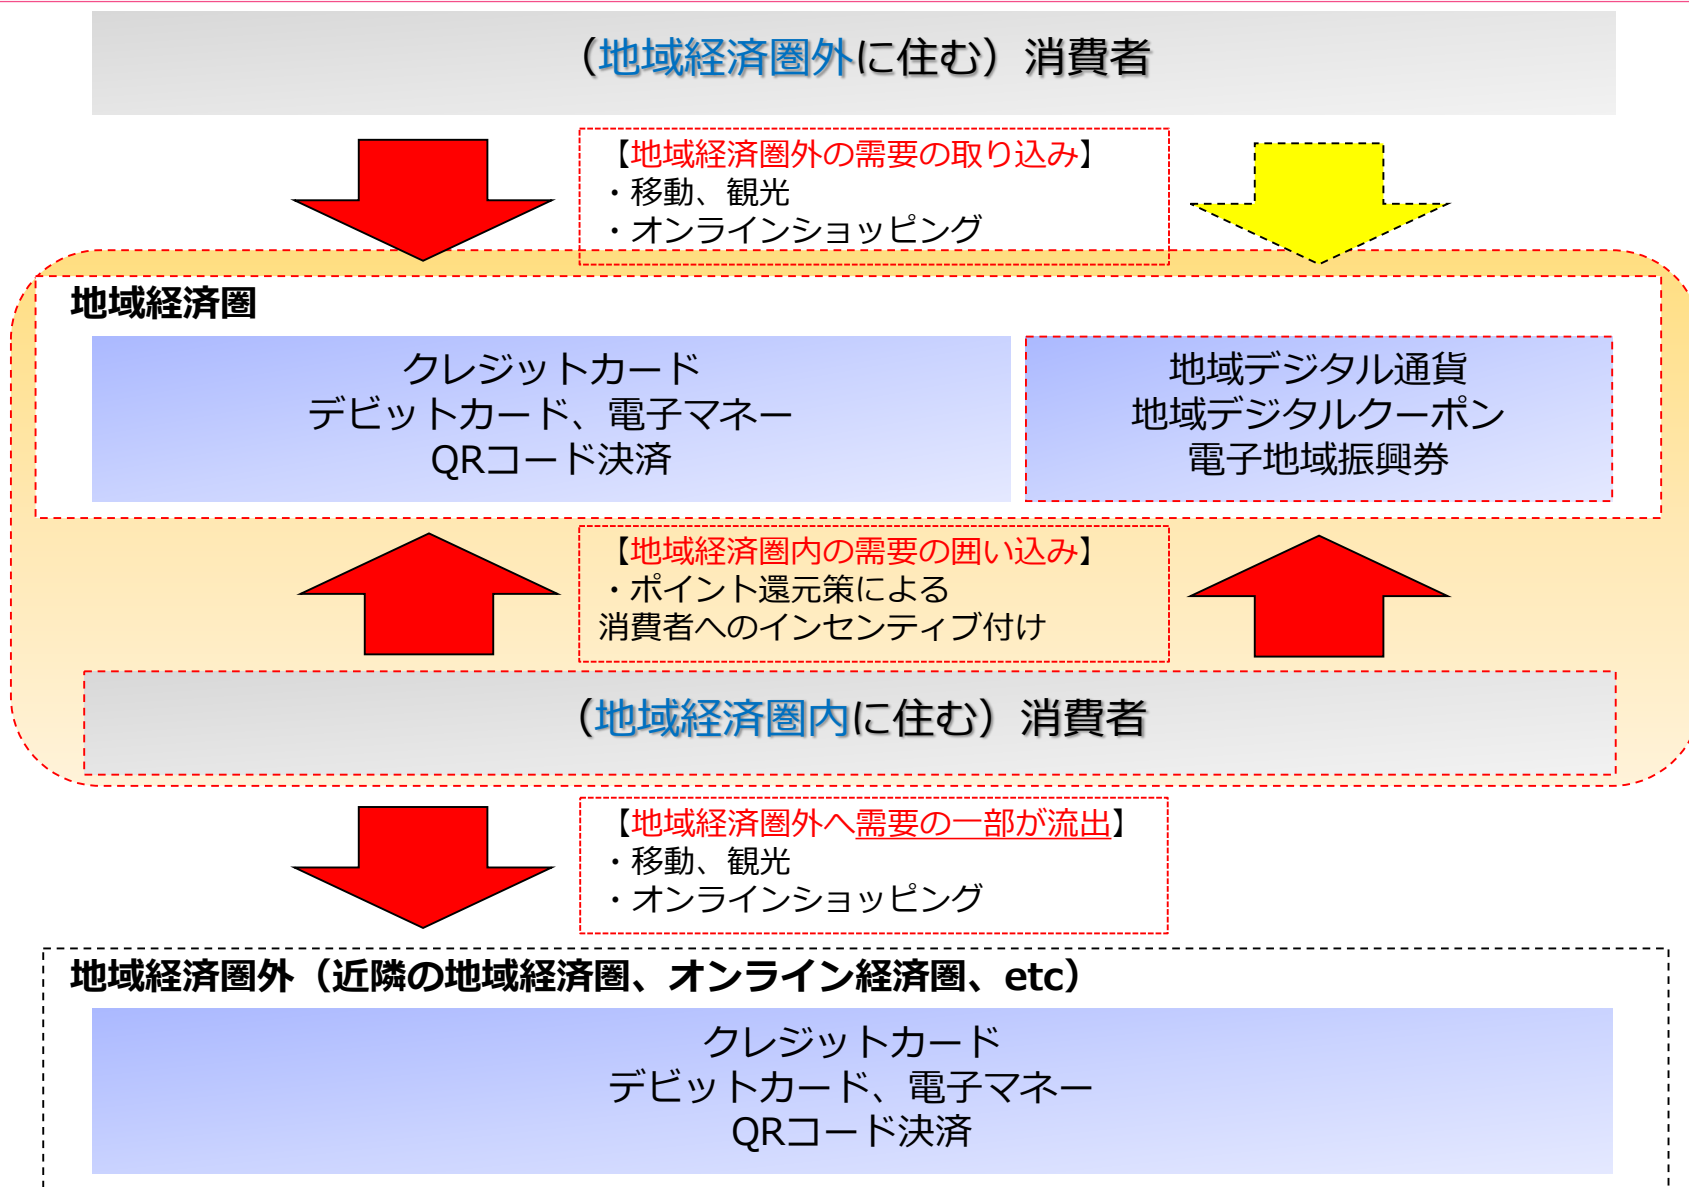 （地域経済圏外に住む）消費者
【地域経済圏外の需要の取り込み】
・移動、観光
・オンラインショッピング
地域経済圏
クレジットカード
デビットカード、電子マネー
QRコード決済
地域デジタル通貨
地域デジタルクーポン
電子地域振興券
【地域経済圏内の需要の囲い込み】
・ポイント還元策による
消費者へのインセンティブ付け
（地域経済圏内に住む）消費者
【地域経済圏外へ需要の一部が流出】
・移動、観光
・オンラインショッピング
地域経済圏外（近隣の地域経済圏、オンライン経済圏、etc）
クレジットカード
デビットカード、電子マネー
QRコード決済